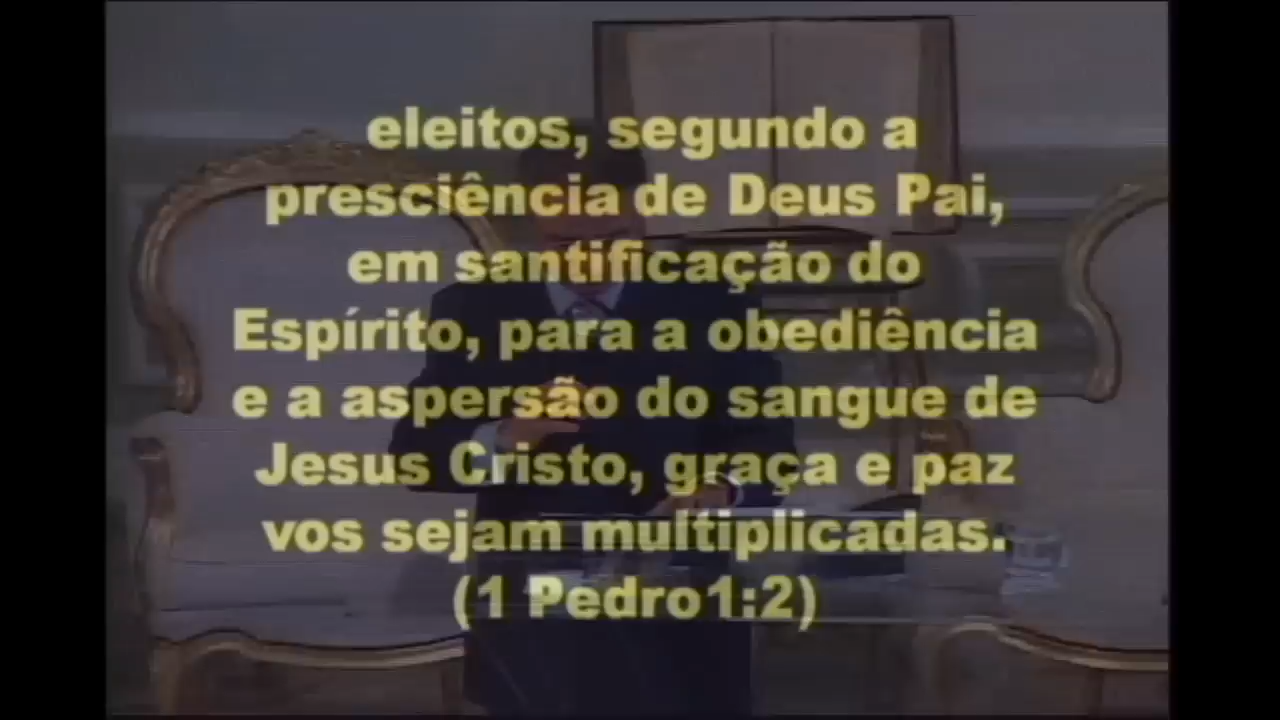 eleitos, segundo a
presciência de Deus Pai,
em santificação do
Espírito, para a obediência
e a aspersão do sangue de
Jesus Cristo, graça e paz
vos sejam multiplicadas.
(1 Pedro1:2)